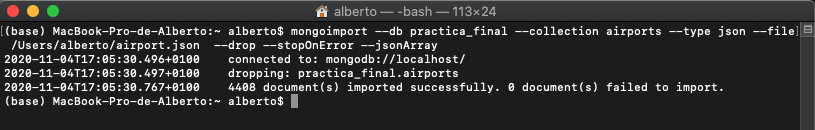 alberto — -bash — 113×24
[(base) MacBook-Pro-de-Alberto:~ alberto$ mongoimport --db practica_final --collection airports --type json --file]
/Users/alberto/airport.json  --drop --stopOnError --jsonArray
2020-11-04T17:05:30.496+0100    connected to: mongodb://localhost/
2020-11-04T17:05:30.497+0100    dropping: practica_final.airports
2020-11-04T17:05:30.767+0100    4408 document(s) imported successfully. 0 document(s) failed to import.
(base) MacBook-Pro-de-Alberto:~ alberto$